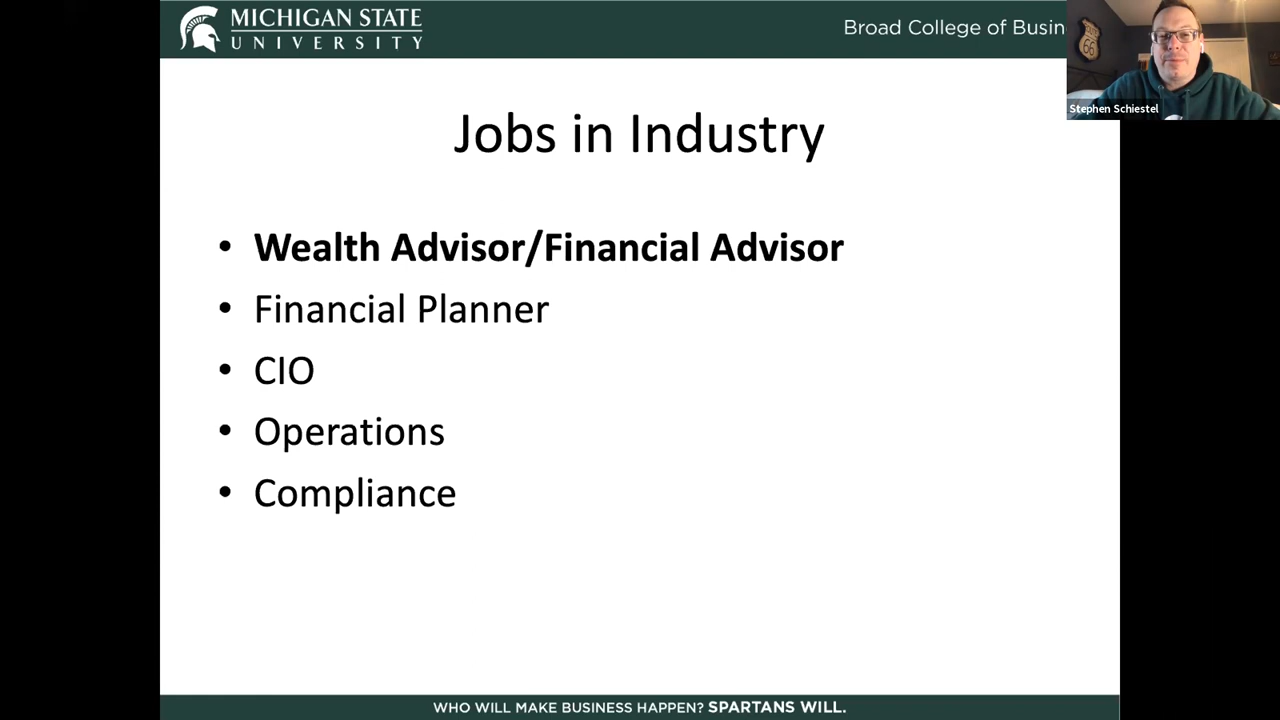 MICHIGAN STATE
UNIVERSITY
Broad College of Busin
66
Stephen Schiestel
Jobs in Industry
• Wealth Advisor/Financial Advisor
• Financial Planner
• CIO
• Operations
• Compliance
WHO WILL MAKE BUSINESS HAPPEN? SPARTANS WILL.